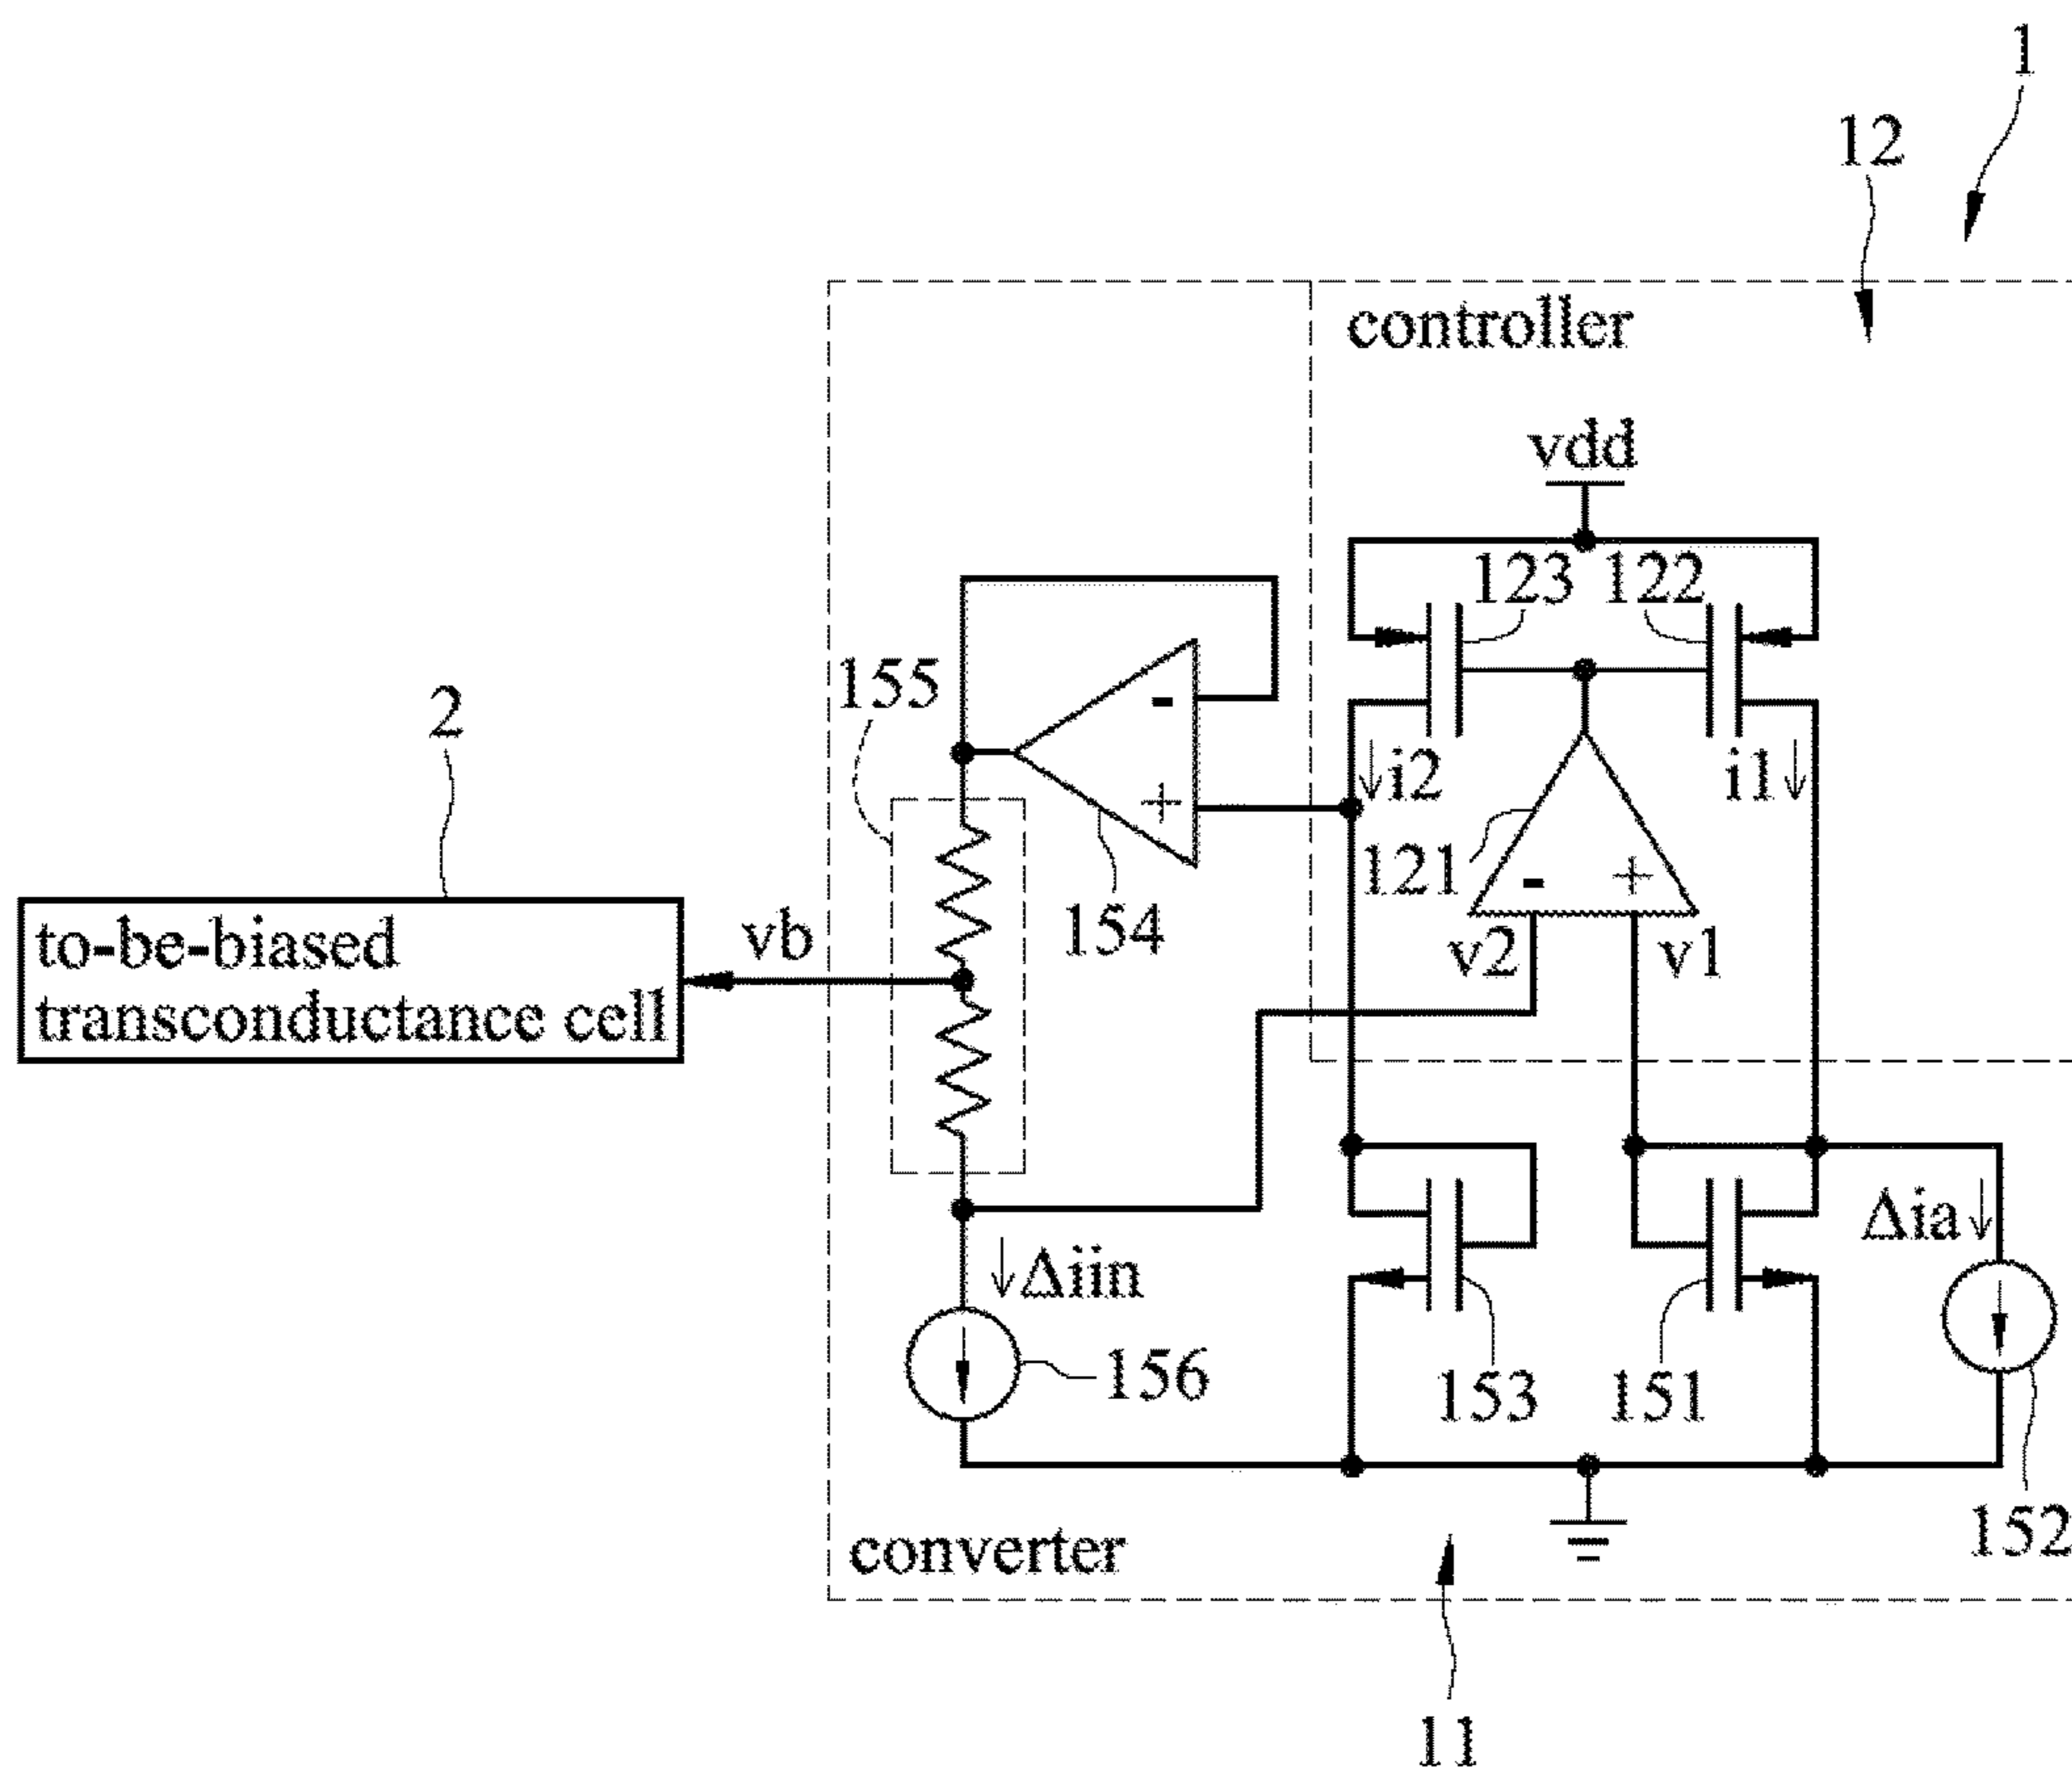 1
12
controller
vdd
123
122
155
2
-
+
i2
i1
121
-
+
154
v2
v1
vb
to-be-biased
transconductance cell
Δiin
Δia
156
153
151
152
converter
11